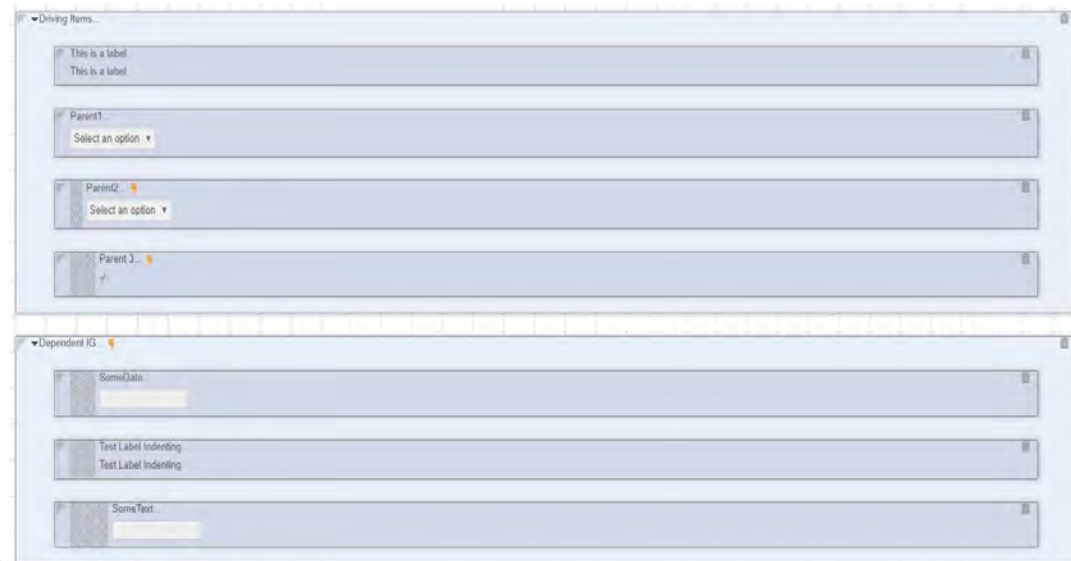 Driving Items...
This is a label
This is a label
Parent1...
Select an option
Parent2...
Select an option
Parent 3...
Dependent IG...
SomeDate...
Test Label Indenting
Test Label Indenting
SomeText...